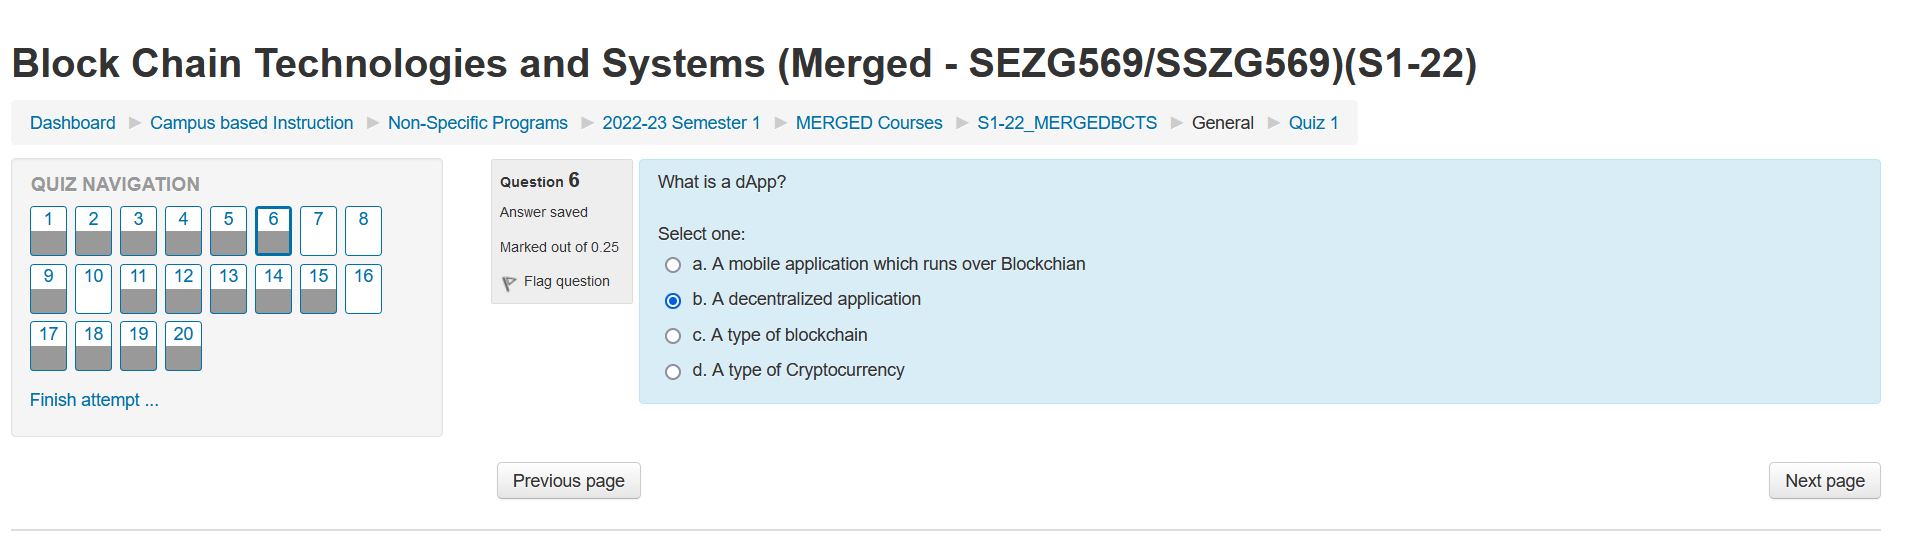 Block Chain Technologies and Systems (Merged - SEZG569/SSZG569)(S1-22)
Dashboard ▶ Campus based Instruction ▶ Non-Specific Programs ▶ 2022-23 Semester 1 ▶ MERGED Courses ▶ S1-22_MERGEDBCTS ▶ General ▶ Quiz 1
QUIZ NAVIGATION
1 2 3 4 5 6 7 8
9 10 11 12 13 14 15 16
17 18 19 20
Finish attempt ...
Question 6
Answer saved
Marked out of 0.25
Flag question
What is a dApp?
Select one:
a. A mobile application which runs over Blockchian
b. A decentralized application
c. A type of blockchain
d. A type of Cryptocurrency
Previous page
Next page